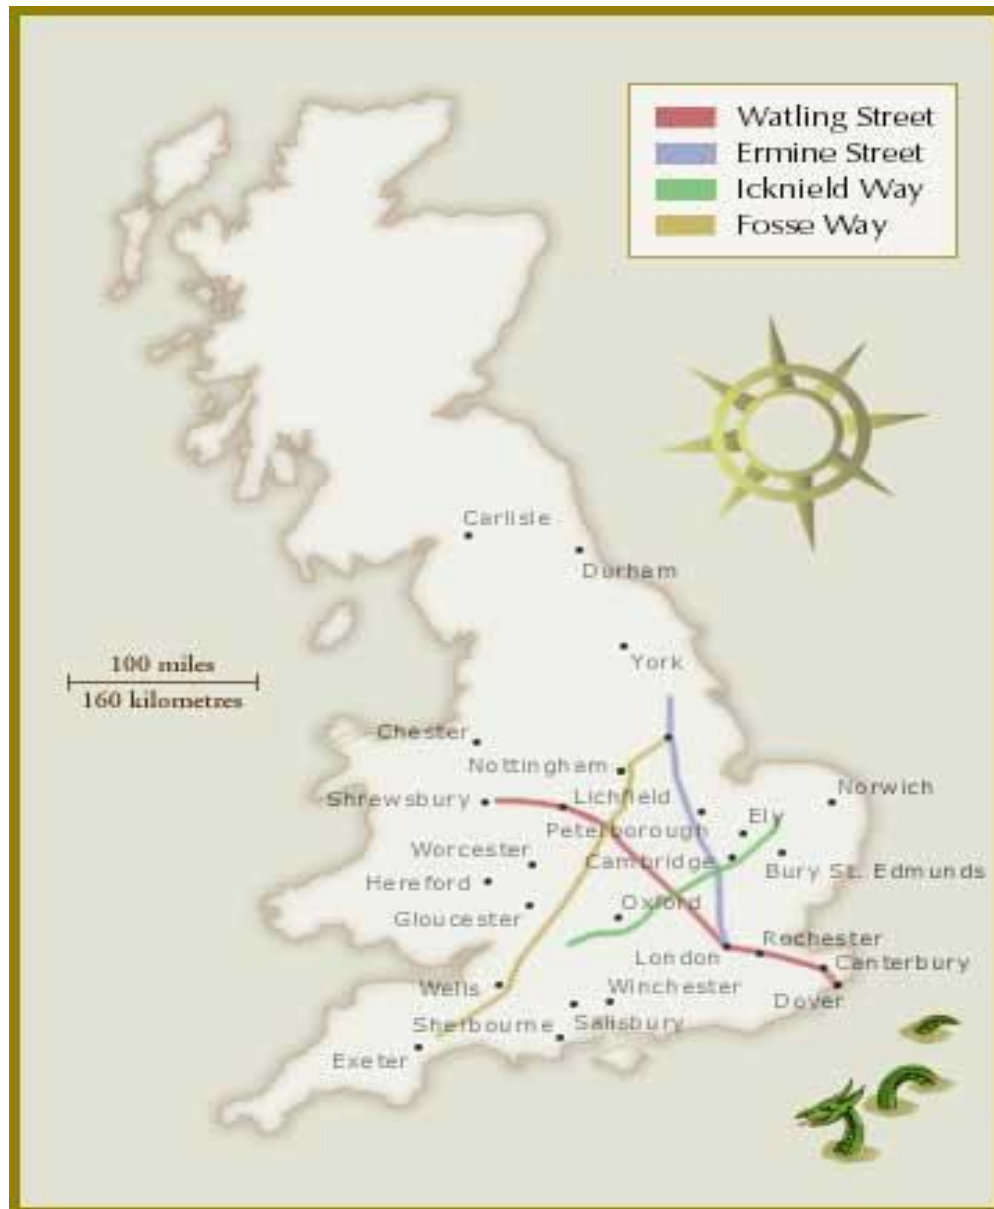 Watling Street
Ermine Street
Icknield Way
Fosse Way
Carlisle
Durham
York
100 miles
160 kilometres
Chester
Nottingham
Norwich
Shrewsbury
Lichfield
Ely
Peterborough
Worcester
Cambridge
Bury St. Edmunds
Hereford
Oxford
Gloucester
Rochester
London
Canterbury
Wells
Winchester
Dover
Sherbourne
Salisbury
Exeter